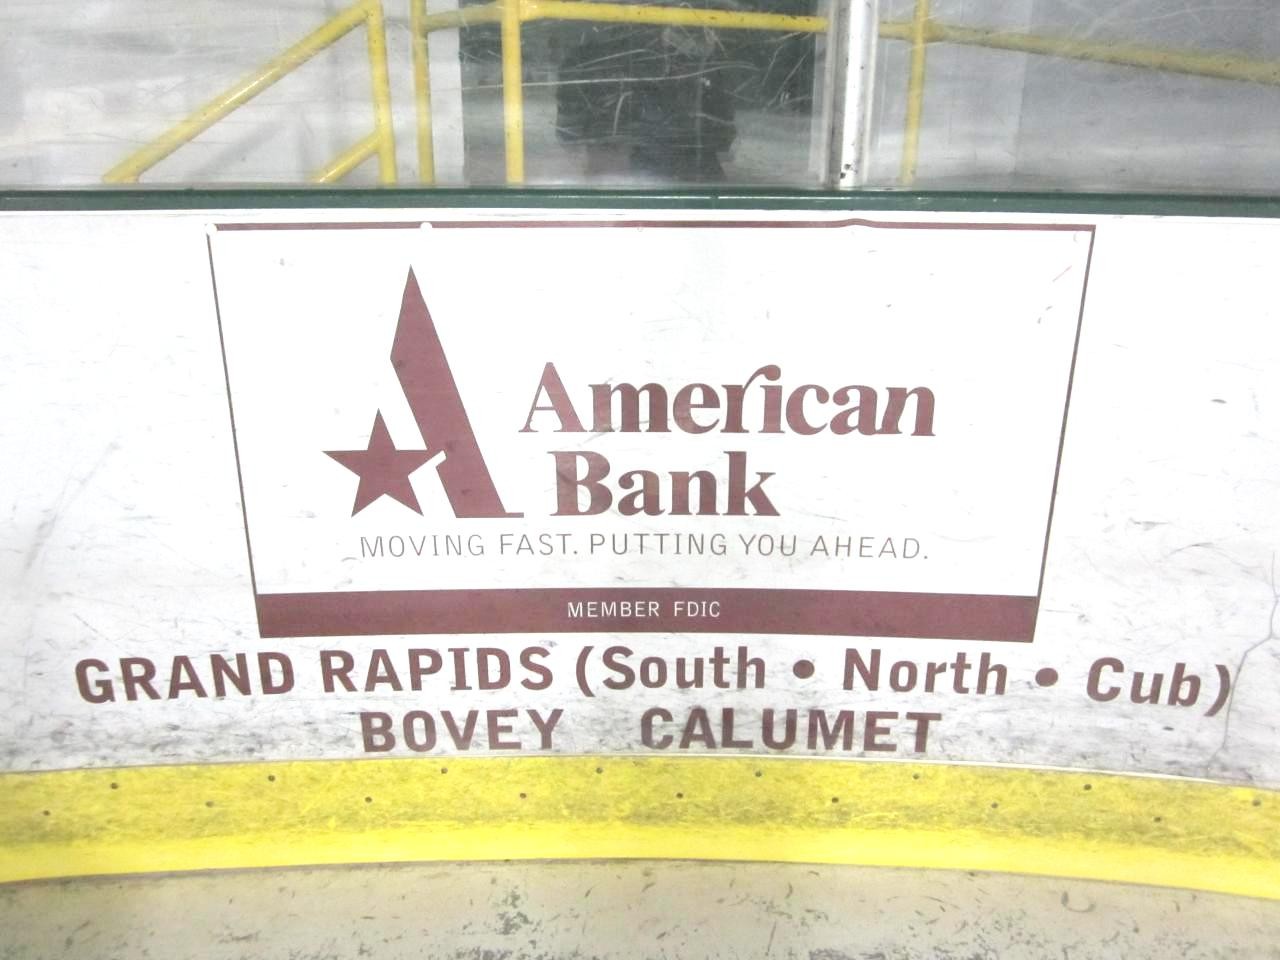 American
Bank
MOVING FAST. PUTTING YOU AHEAD.
MEMBER FDIC
GRAND RAPIDS (South • North • Cub)
BOVEY CALUMET